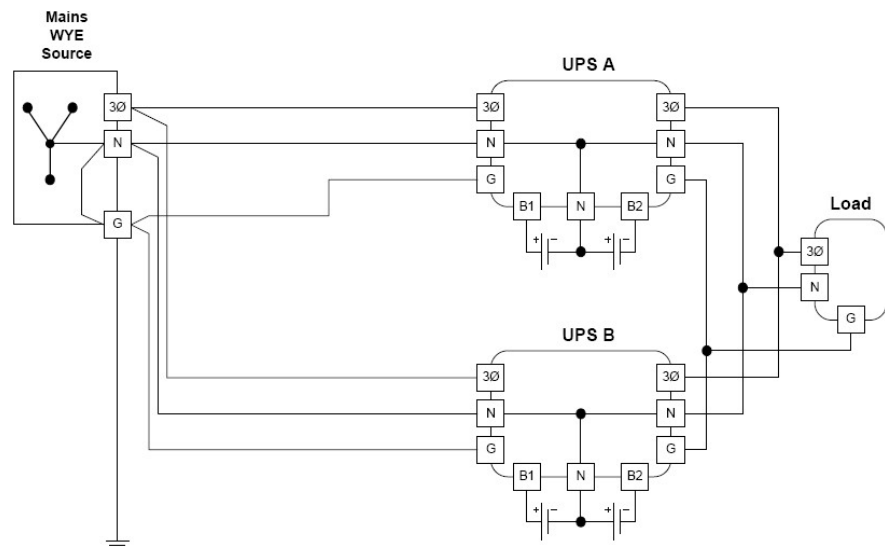 Mains
WYE
Source
3Ø
N
G
UPS A
3Ø
N
G
B1
N
B2
3Ø
N
G
+ −
+ −
Load
3Ø
N
G
UPS B
3Ø
N
G
B1
N
B2
3Ø
N
G
+ −
+ −